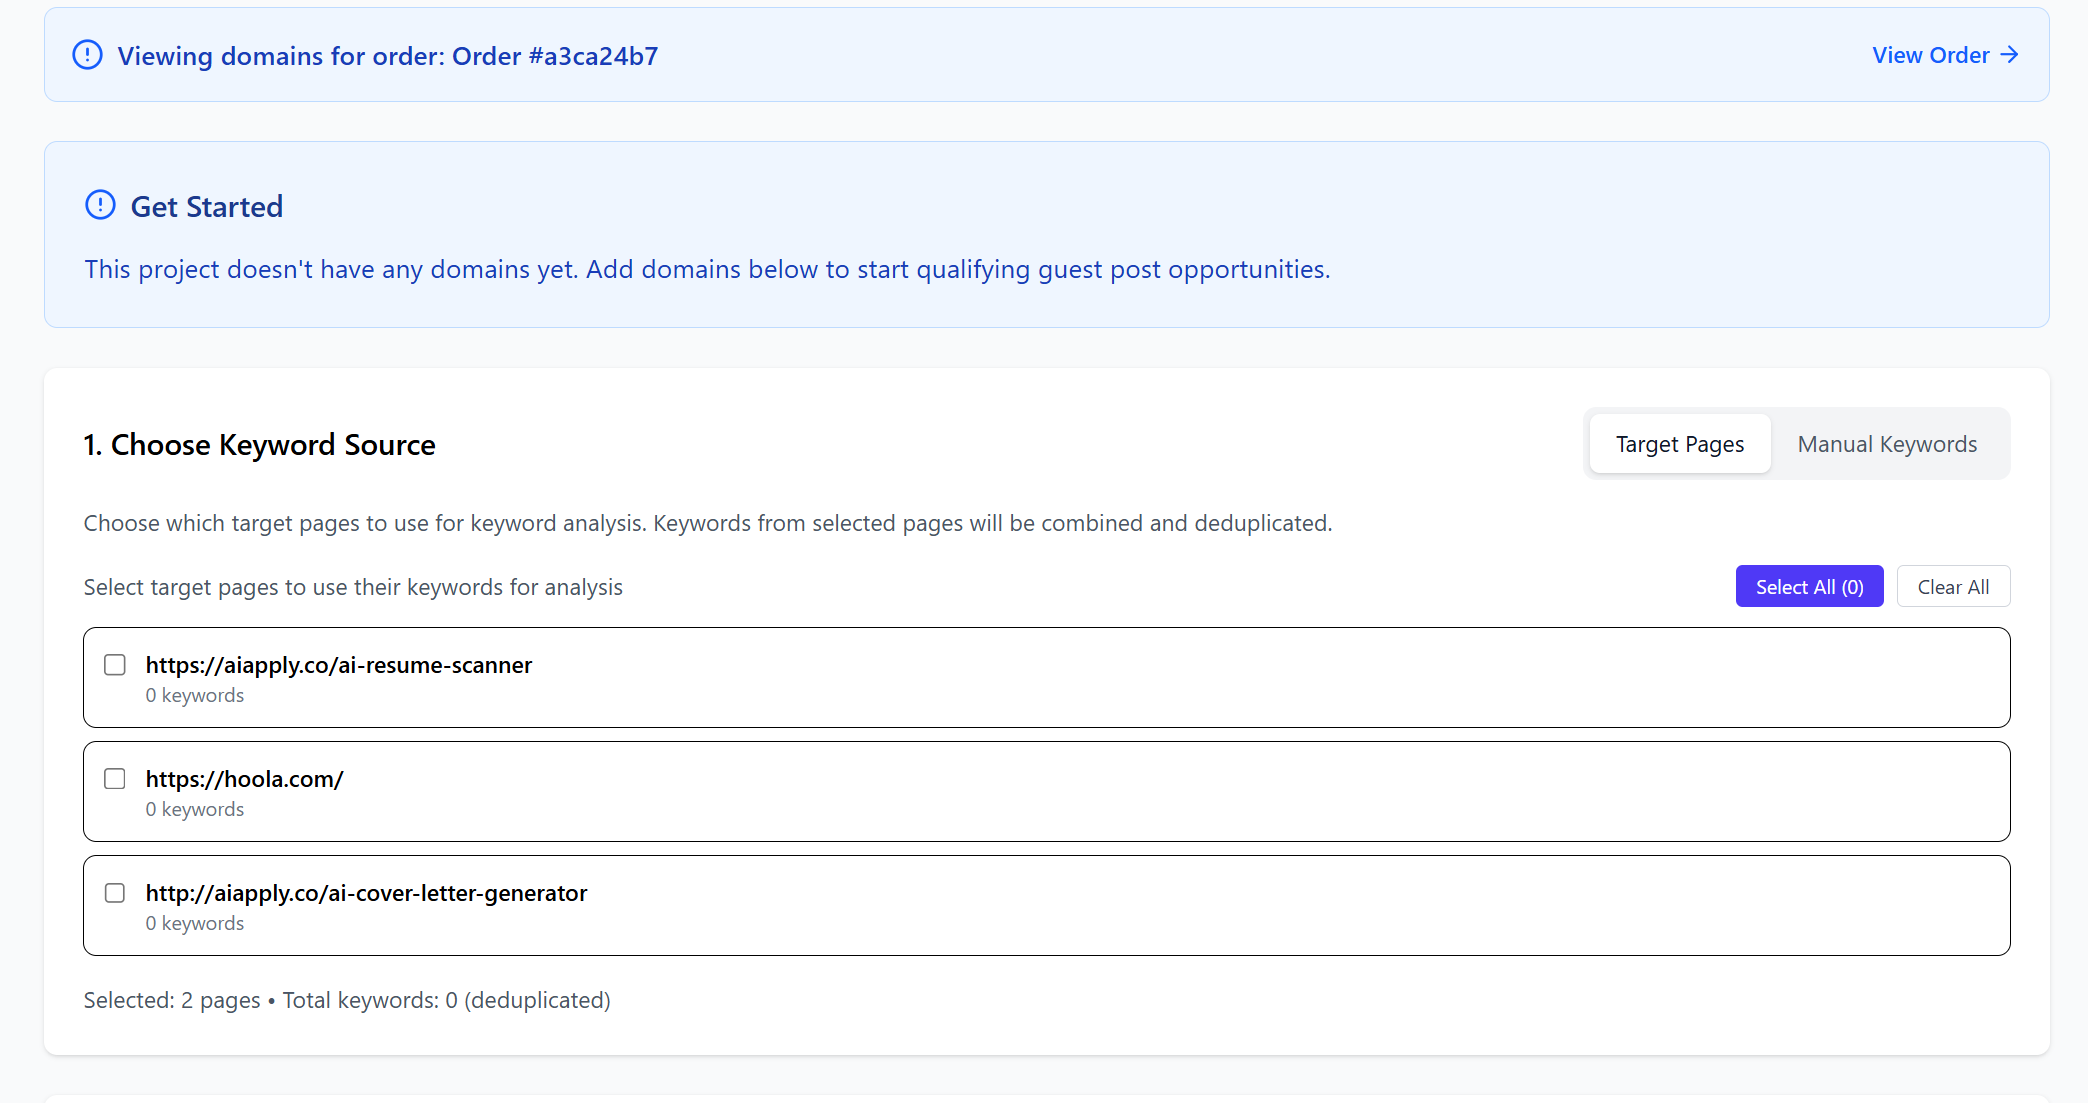 Viewing domains for order: Order #a3ca24b7
View Order →
Get Started
This project doesn't have any domains yet. Add domains below to start qualifying guest post opportunities.
1. Choose Keyword Source
Target Pages
Manual Keywords
Choose which target pages to use for keyword analysis. Keywords from selected pages will be combined and deduplicated.
Select target pages to use their keywords for analysis
Select All (0)
Clear All
https://aiapply.co/ai-resume-scanner
0 keywords
https://hoola.com/
0 keywords
http://aiapply.co/ai-cover-letter-generator
0 keywords
Selected: 2 pages • Total keywords: 0 (deduplicated)